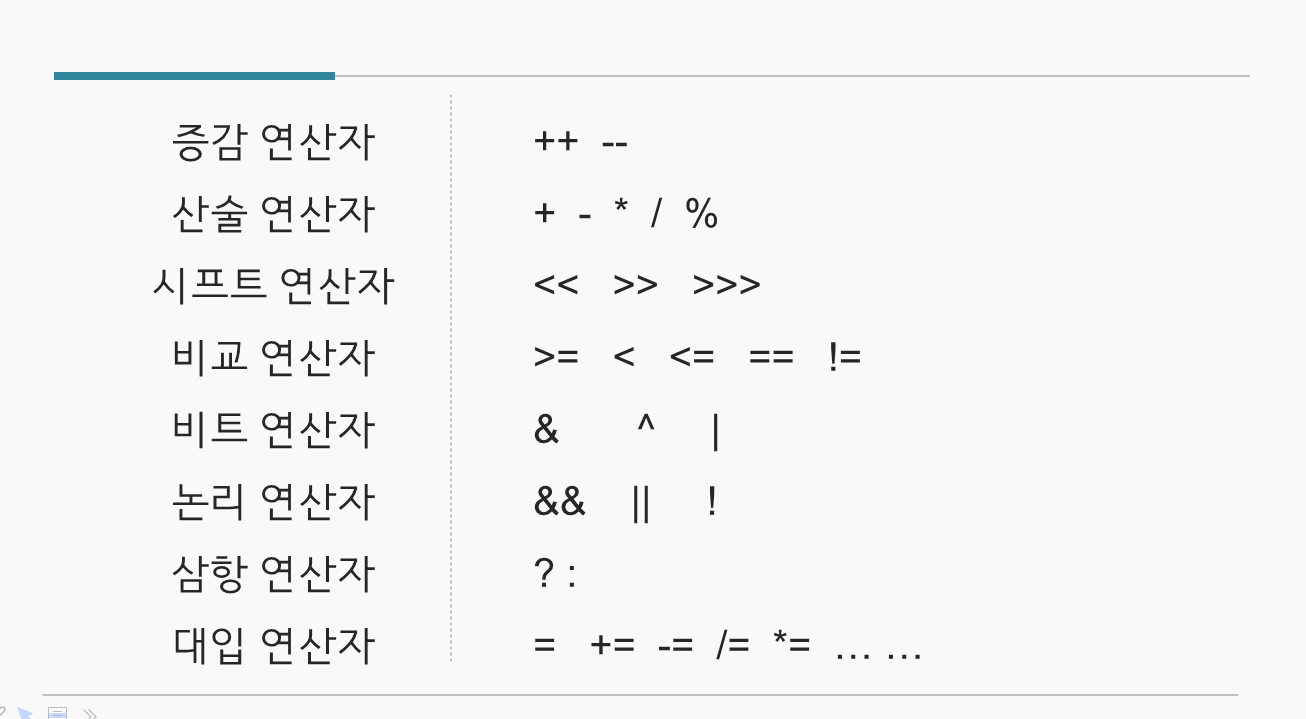 증감 연산자 ++ --
산술 연산자 + - * / %
시프트 연산자 << >> >>>
비교 연산자 >= < <= == !=
비트 연산자 & ^ |
논리 연산자 && || !
삼항 연산자 ? :
대입 연산자 = += -= /= *= ... ...